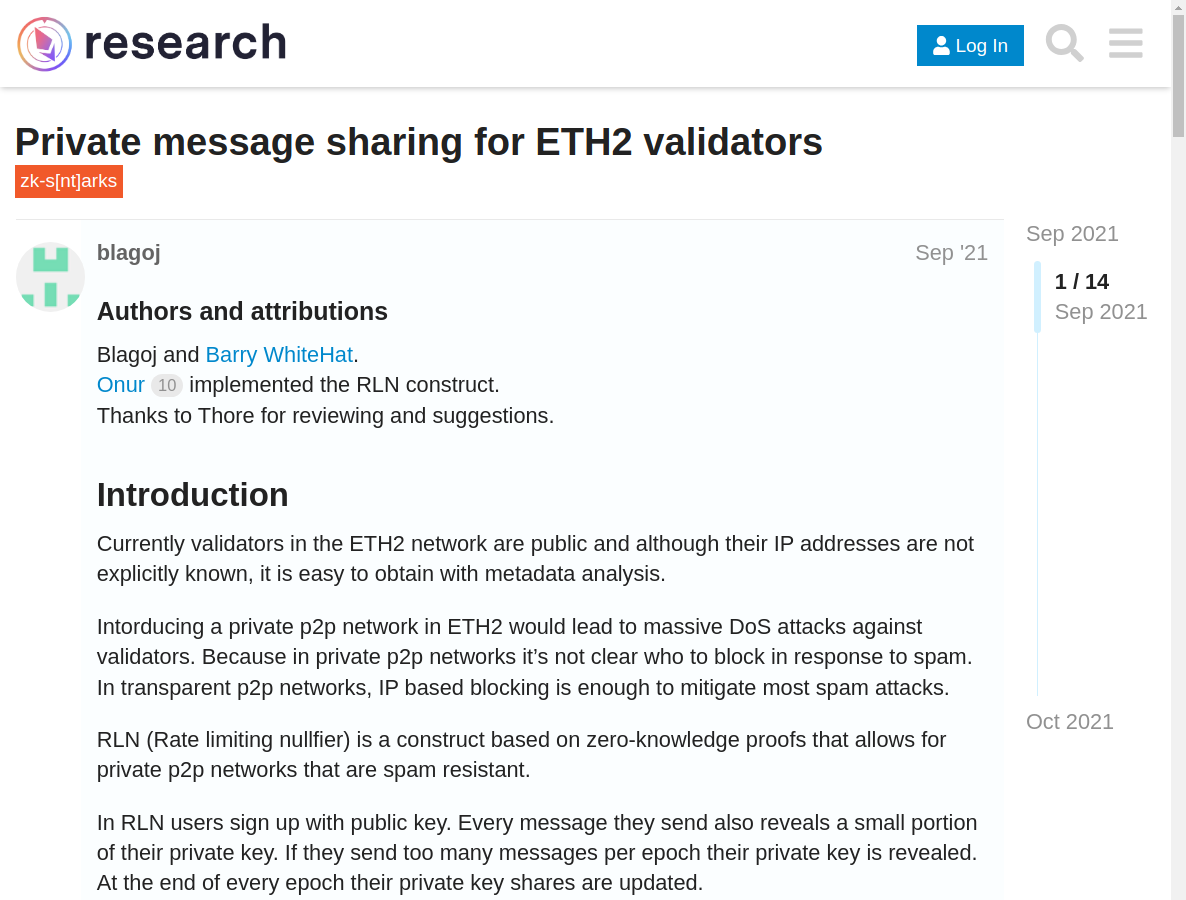 research
Log In
Private message sharing for ETH2 validators
zk-s[nt]arks
blagoj
Sep '21
Sep 2021
1 / 14
Sep 2021
Authors and attributions
Blagoj and Barry WhiteHat.
Onur 10 implemented the RLN construct.
Thanks to Thore for reviewing and suggestions.
Introduction
Currently validators in the ETH2 network are public and although their IP addresses are not
explicitly known, it is easy to obtain with metadata analysis.
Intorducing a private p2p network in ETH2 would lead to massive DoS attacks against
validators. Because in private p2p networks it’s not clear who to block in response to spam.
In transparent p2p networks, IP based blocking is enough to mitigate most spam attacks.
Oct 2021
RLN (Rate limiting nullfier) is a construct based on zero-knowledge proofs that allows for
private p2p networks that are spam resistant.
In RLN users sign up with public key. Every message they send also reveals a small portion
of their private key. If they send too many messages per epoch their private key is revealed.
At the end of every epoch their private key shares are updated.